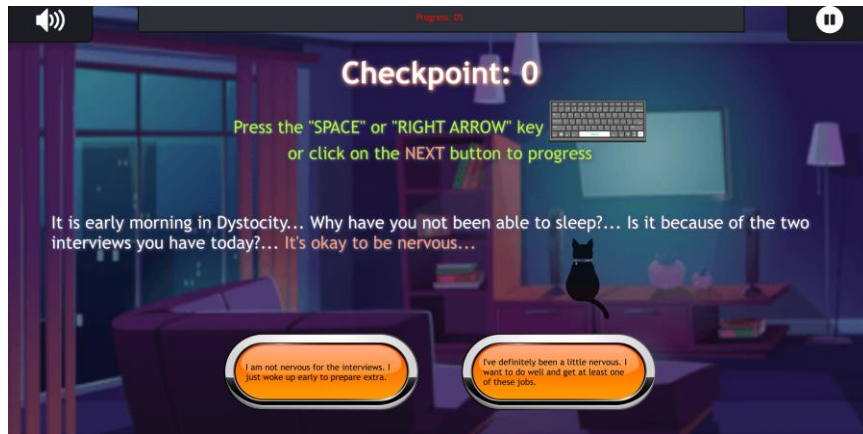 Progress: 0%
Checkpoint: 0
Press the "SPACE" or "RIGHT ARROW" key
or click on the NEXT button to progress
It is early morning in Dystocity... Why have you not been able to sleep?... Is it because of the two
interviews you have today?... It's okay to be nervous...
I am not nervous for the interviews. I
just woke up early to prepare extra.
I've definitely been a little nervous. I
want to do well and get at least one
of these jobs.